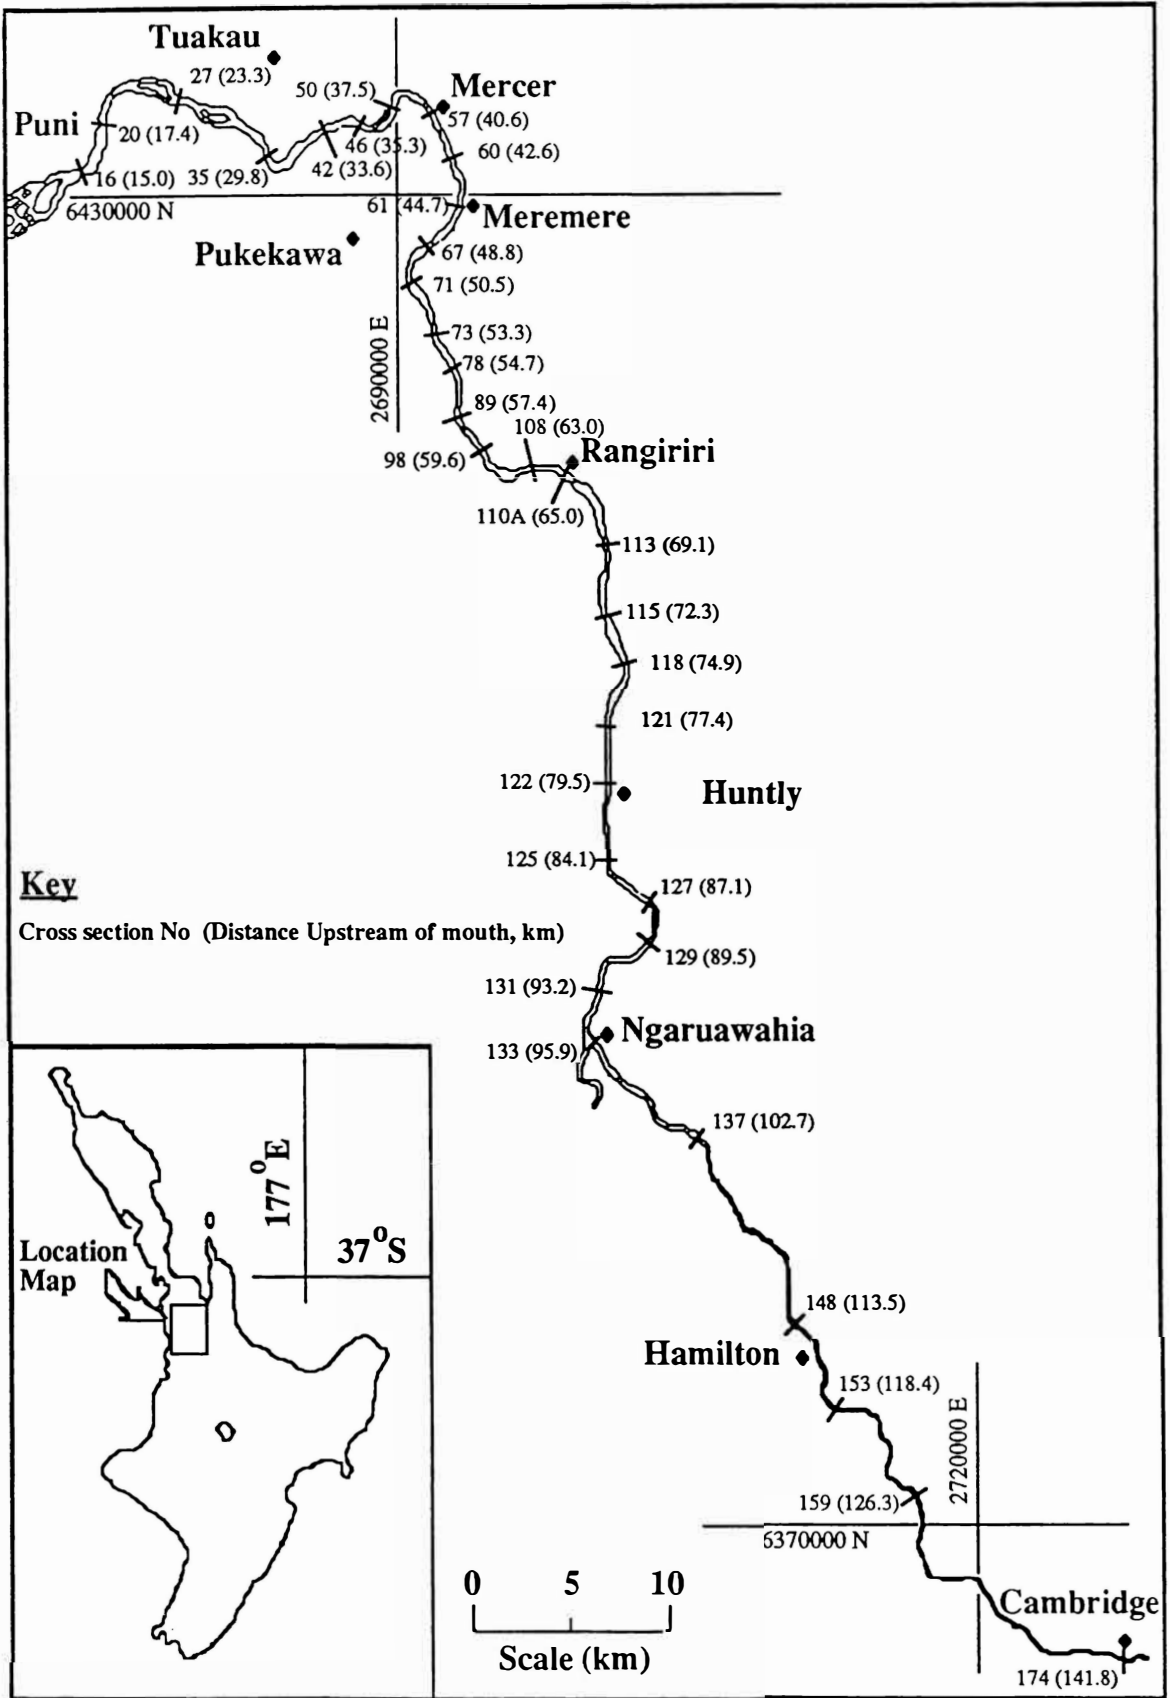 Tuakau
27 (23.3)
50 (37.5)
Mercer
57 (40.6)
Puni
20 (17.4)
46 (35.3)
60 (42.6)
42 (33.6)
16 (15.0)
35 (29.8)
6430000 N
61 (44.7)
Meremere
Pukekawa
67 (48.8)
71 (50.5)
2690000 E
73 (53.3)
78 (54.7)
89 (57.4)
108 (63.0)
98 (59.6)
Rangiriri
110A (65.0)
113 (69.1)
115 (72.3)
118 (74.9)
121 (77.4)
122 (79.5)
Huntly
125 (84.1)
127 (87.1)
Key
Cross section No (Distance Upstream of mouth, km)
129 (89.5)
131 (93.2)
Ngaruawahia
133 (95.9)
137 (102.7)
177°E
37°S
Location
Map
148 (113.5)
Hamilton
153 (118.4)
2720000 E
159 (126.3)
6370000 N
0 5 10
Scale (km)
Cambridge
174 (141.8)